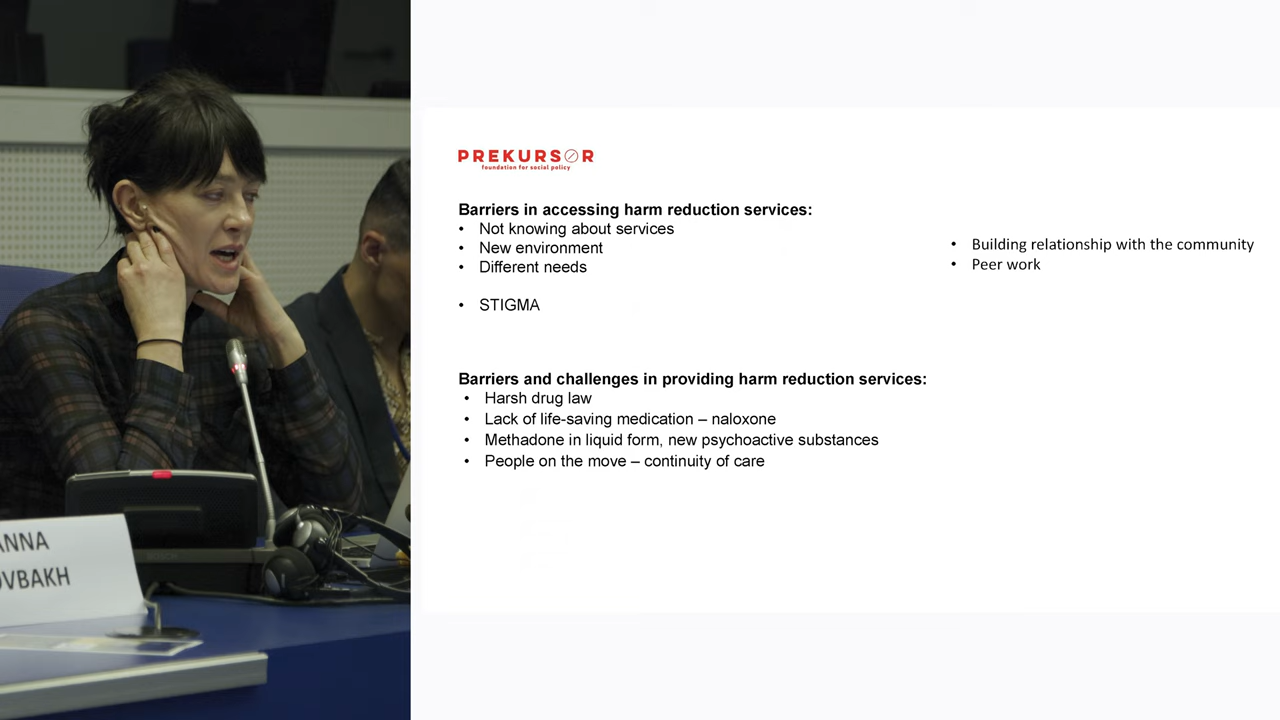 PREKURSOR
foundation for social policy
Barriers in accessing harm reduction services:
• Not knowing about services
• New environment
• Different needs
• STIGMA
• Building relationship with the community
• Peer work
Barriers and challenges in providing harm reduction services:
• Harsh drug law
• Lack of life-saving medication – naloxone
• Methadone in liquid form, new psychoactive substances
• People on the move – continuity of care
ANNA
OVBAKH